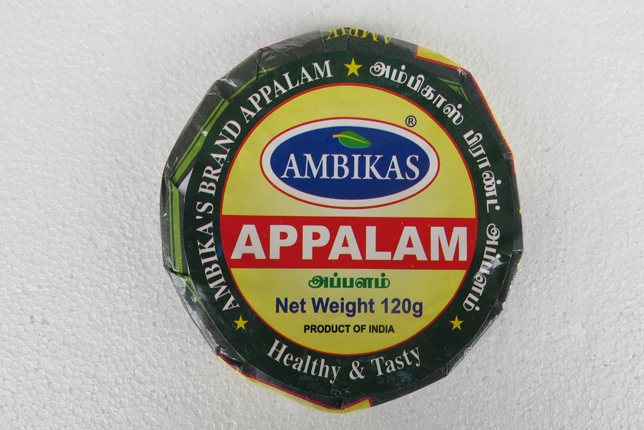 AMBIKA'S BRAND APPALAM
அம்பிகாஸ் பிராண்ட் அப்பளம்
®
AMBIKAS
APPALAM
அப்பளம்
Net Weight 120g
PRODUCT OF INDIA
Healthy & Tasty